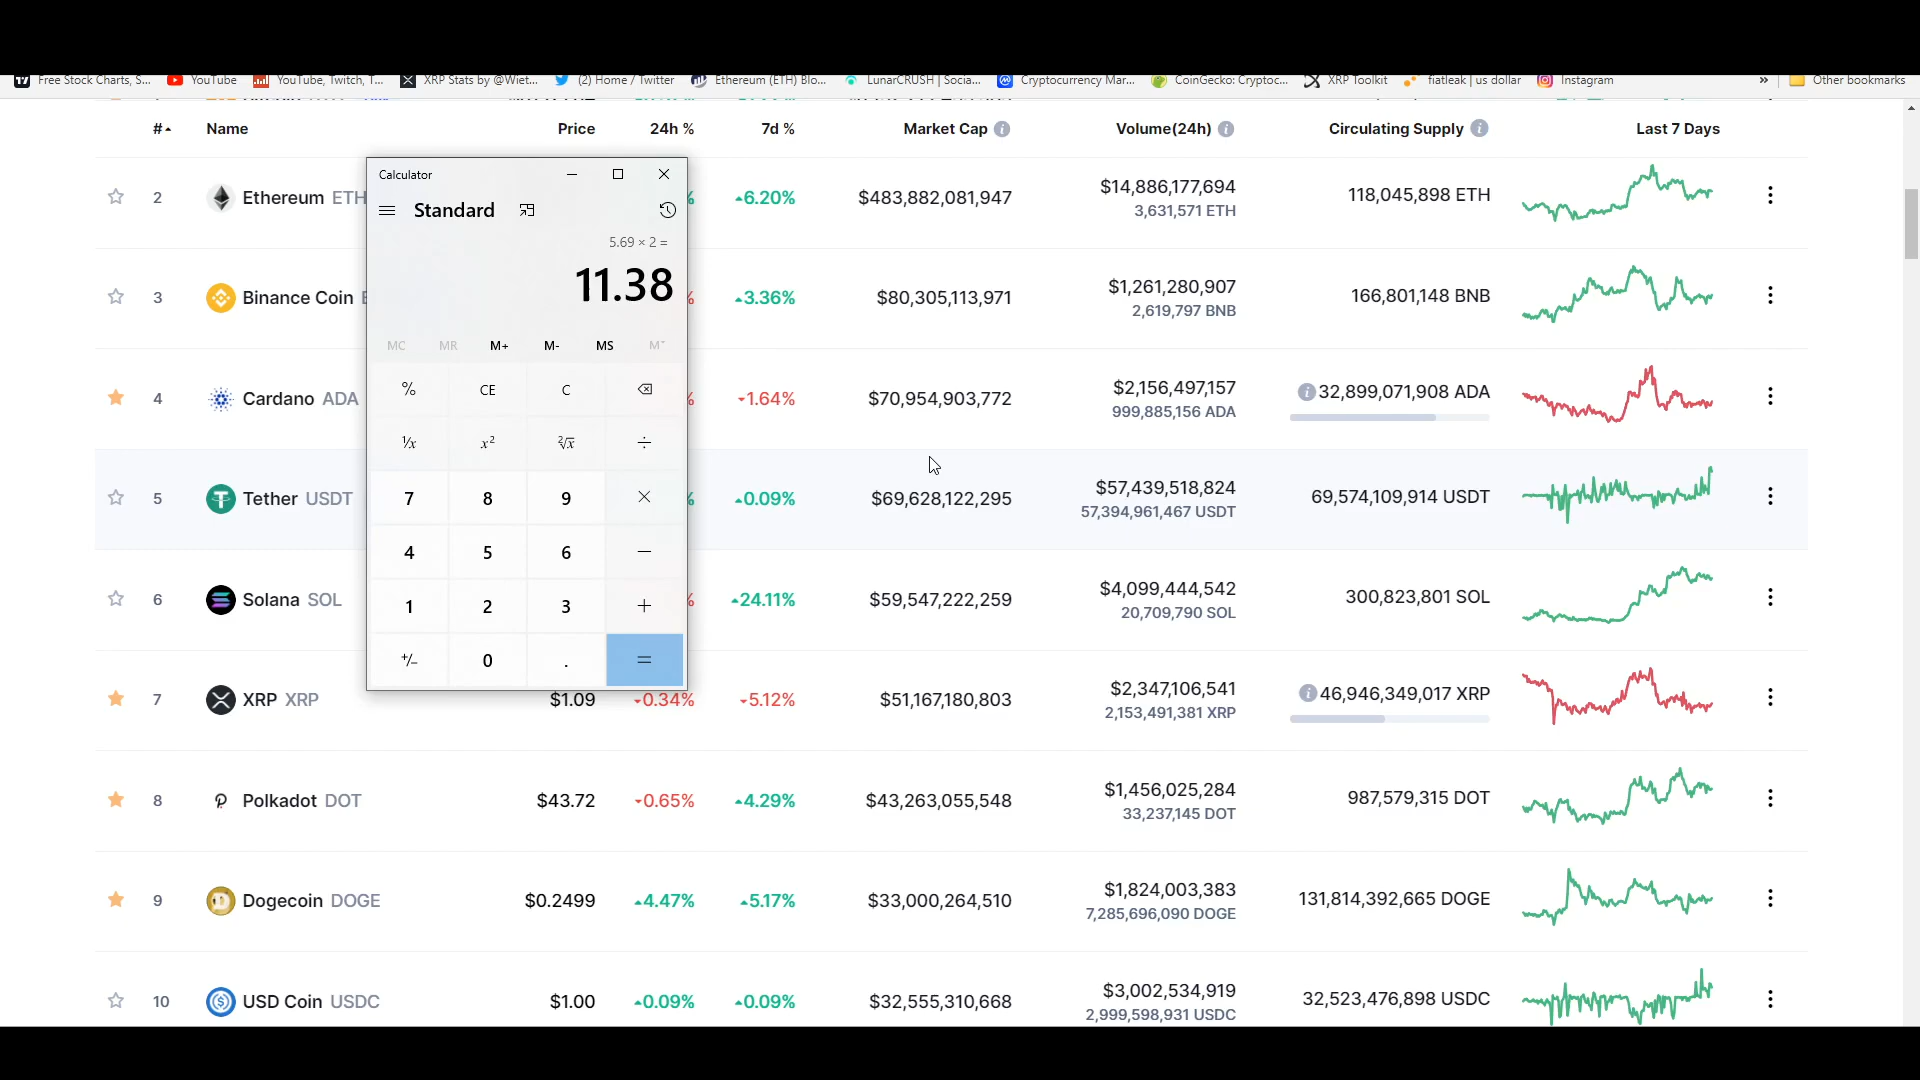 Free Stock Charts, S... YouTube YouTube, Twitch, T... XRP Stats by @Wiet... (2) Home / Twitter Ethereum (ETH) Blo... LunarCRUSH | Socia... Cryptocurrency Mar... CoinGecko: Cryptoc... XRP Toolkit fiatleak | us dollar Instagram » Other bookmarks
# Name Price 24h % 7d % Market Cap Volume(24h) Circulating Supply Last 7 Days
2 Ethereum ETH 6.20% $483,882,081,947 $14,886,177,694 118,045,898 ETH
3,631,571 ETH
3 Binance Coin 3.36% $80,305,113,971 $1,261,280,907 166,801,148 BNB
2,619,797 BNB
4 Cardano ADA % 1.64% $70,954,903,772 $2,156,497,157 32,899,071,908 ADA
999,885,156 ADA
5 Tether USDT % 0.09% $69,628,122,295 $57,439,518,824 69,574,109,914 USDT
57,394,961,467 USDT
6 Solana SOL % 24.11% $59,547,222,259 $4,099,444,542 300,823,801 SOL
20,709,790 SOL
7 XRP XRP $1.09 0.34% 5.12% $51,167,180,803 $2,347,106,541 46,946,349,017 XRP
2,153,491,381 XRP
8 Polkadot DOT $43.72 0.65% 4.29% $43,263,055,548 $1,456,025,284 987,579,315 DOT
33,237,145 DOT
9 Dogecoin DOGE $0.2499 4.47% 5.17% $33,000,264,510 $1,824,003,383 131,814,392,665 DOGE
7,285,696,090 DOGE
10 USD Coin USDC $1.00 0.09% 0.09% $32,555,310,668 $3,002,534,919 32,523,476,898 USDC
2,999,598,931 USDC
Calculator
Standard
5.69 × 2 =
11.38
MC MR M+ M- MS M˅
% CE C ⌫
1/x x² ²√x ÷
7 8 9 ×
4 5 6 −
1 2 3 +
+/− 0 . =